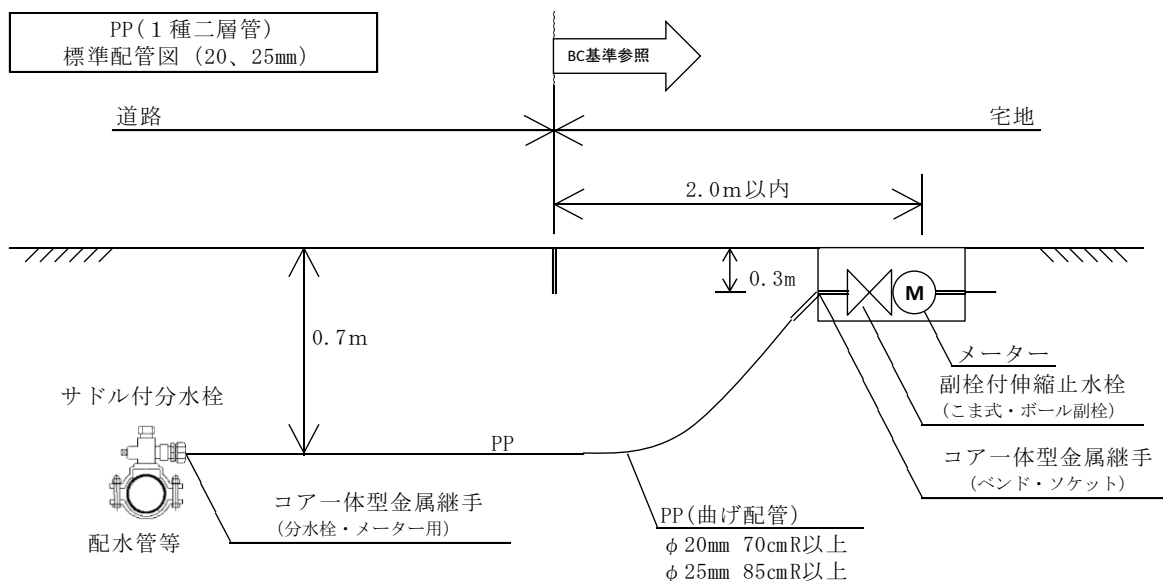 PP(１種二層管)
標準配管図 (20、25mm)
BC基準参照
道路
宅地
2.0m以内
0.3m
0.7m
M
メーター
副栓付伸縮止水栓
(こま式・ボール副栓)
サドル付分水栓
PP
コア一体型金属継手
(ベンド・ソケット)
コア一体型金属継手
(分水栓・メーター用)
配水管等
PP(曲げ配管)
φ20mm 70cmR以上
φ25mm 85cmR以上